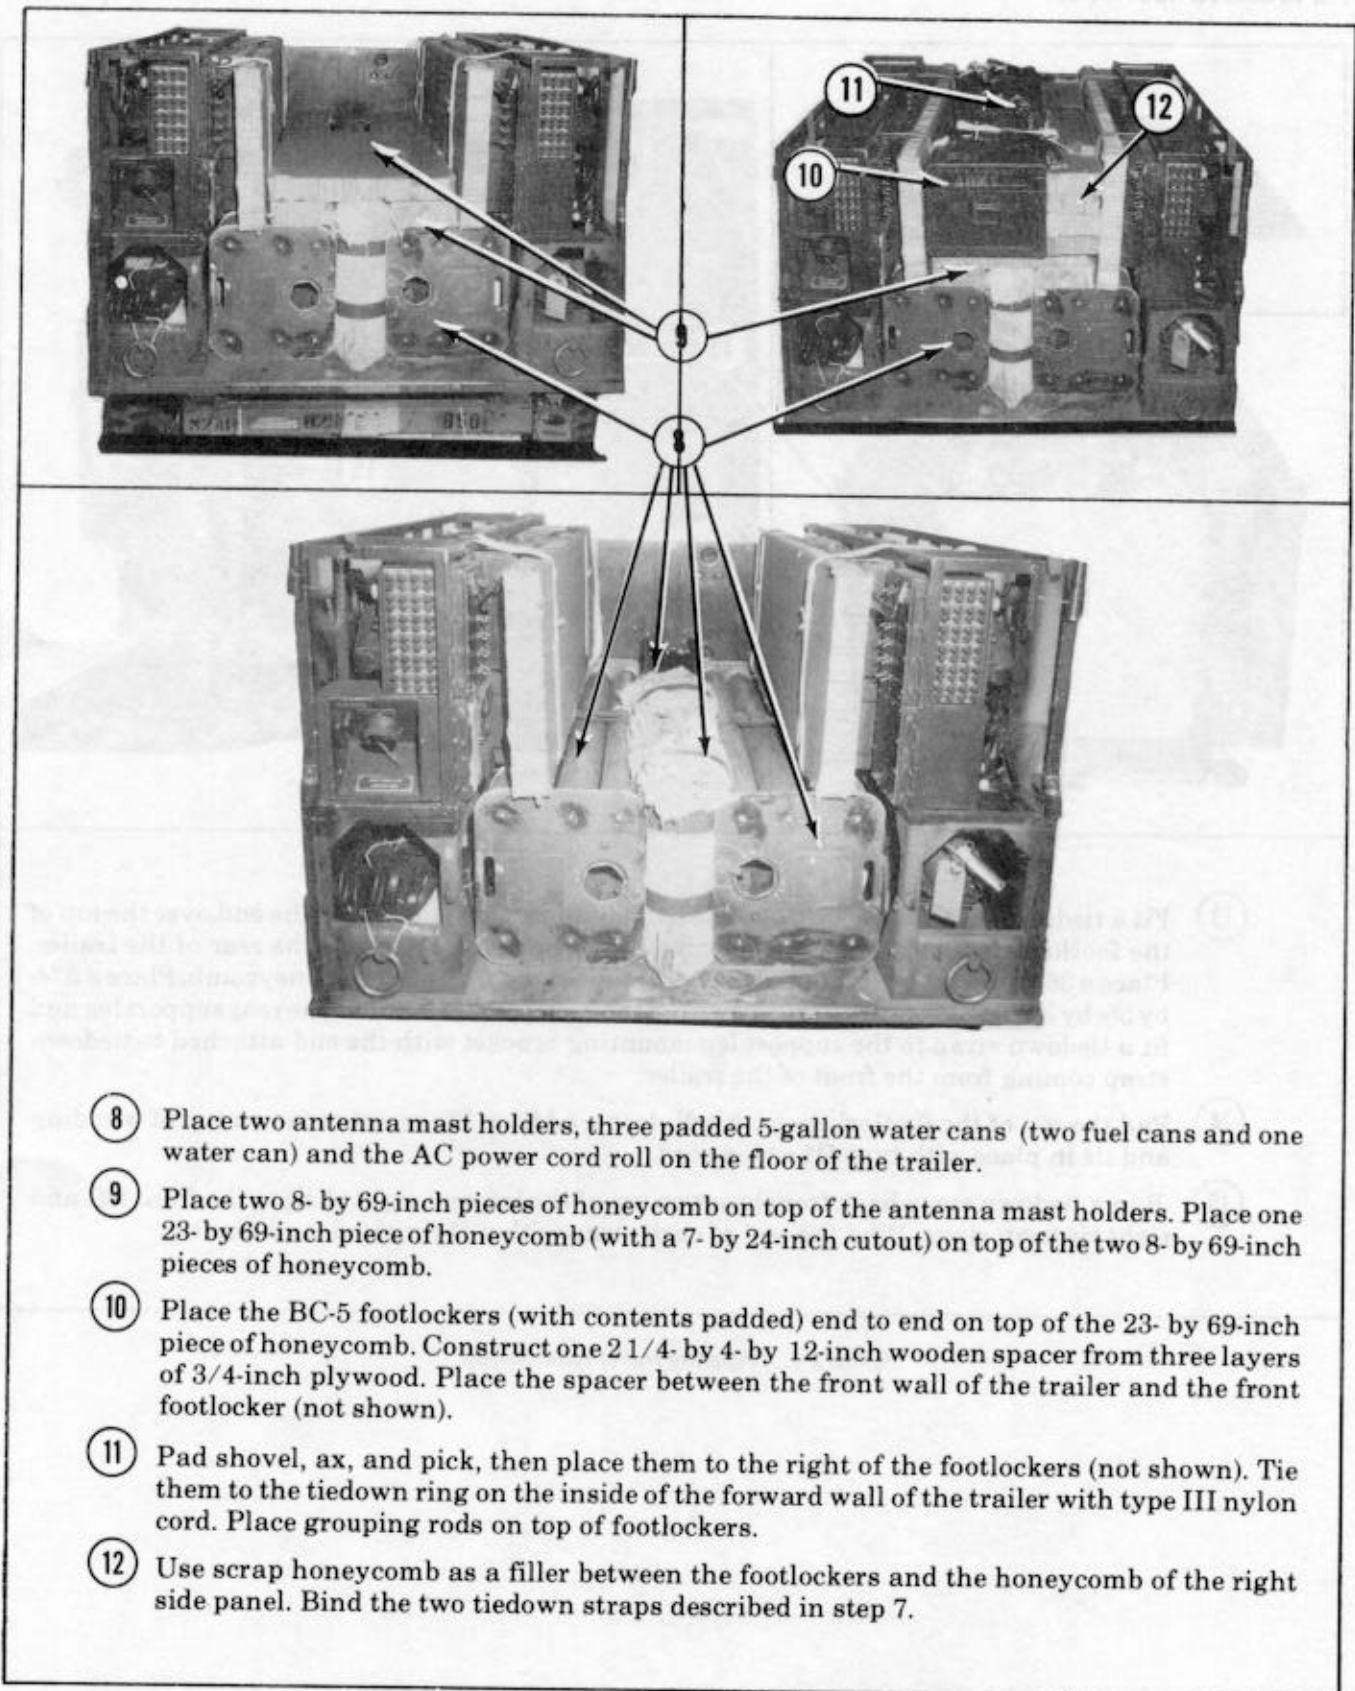 11
12
10
9
8
8 Place two antenna mast holders, three padded 5-gallon water cans (two fuel cans and one
water can) and the AC power cord roll on the floor of the trailer.
9 Place two 8- by 69-inch pieces of honeycomb on top of the antenna mast holders. Place one
23- by 69-inch piece of honeycomb (with a 7- by 24-inch cutout) on top of the two 8- by 69-inch
pieces of honeycomb.
10 Place the BC-5 footlockers (with contents padded) end to end on top of the 23- by 69-inch
piece of honeycomb. Construct one 2 1/4- by 4- by 12-inch wooden spacer from three layers
of 3/4-inch plywood. Place the spacer between the front wall of the trailer and the front
footlocker (not shown).
11 Pad shovel, ax, and pick, then place them to the right of the footlockers (not shown). Tie
them to the tiedown ring on the inside of the forward wall of the trailer with type III nylon
cord. Place grouping rods on top of footlockers.
12 Use scrap honeycomb as a filler between the footlockers and the honeycomb of the right
side panel. Bind the two tiedown straps described in step 7.